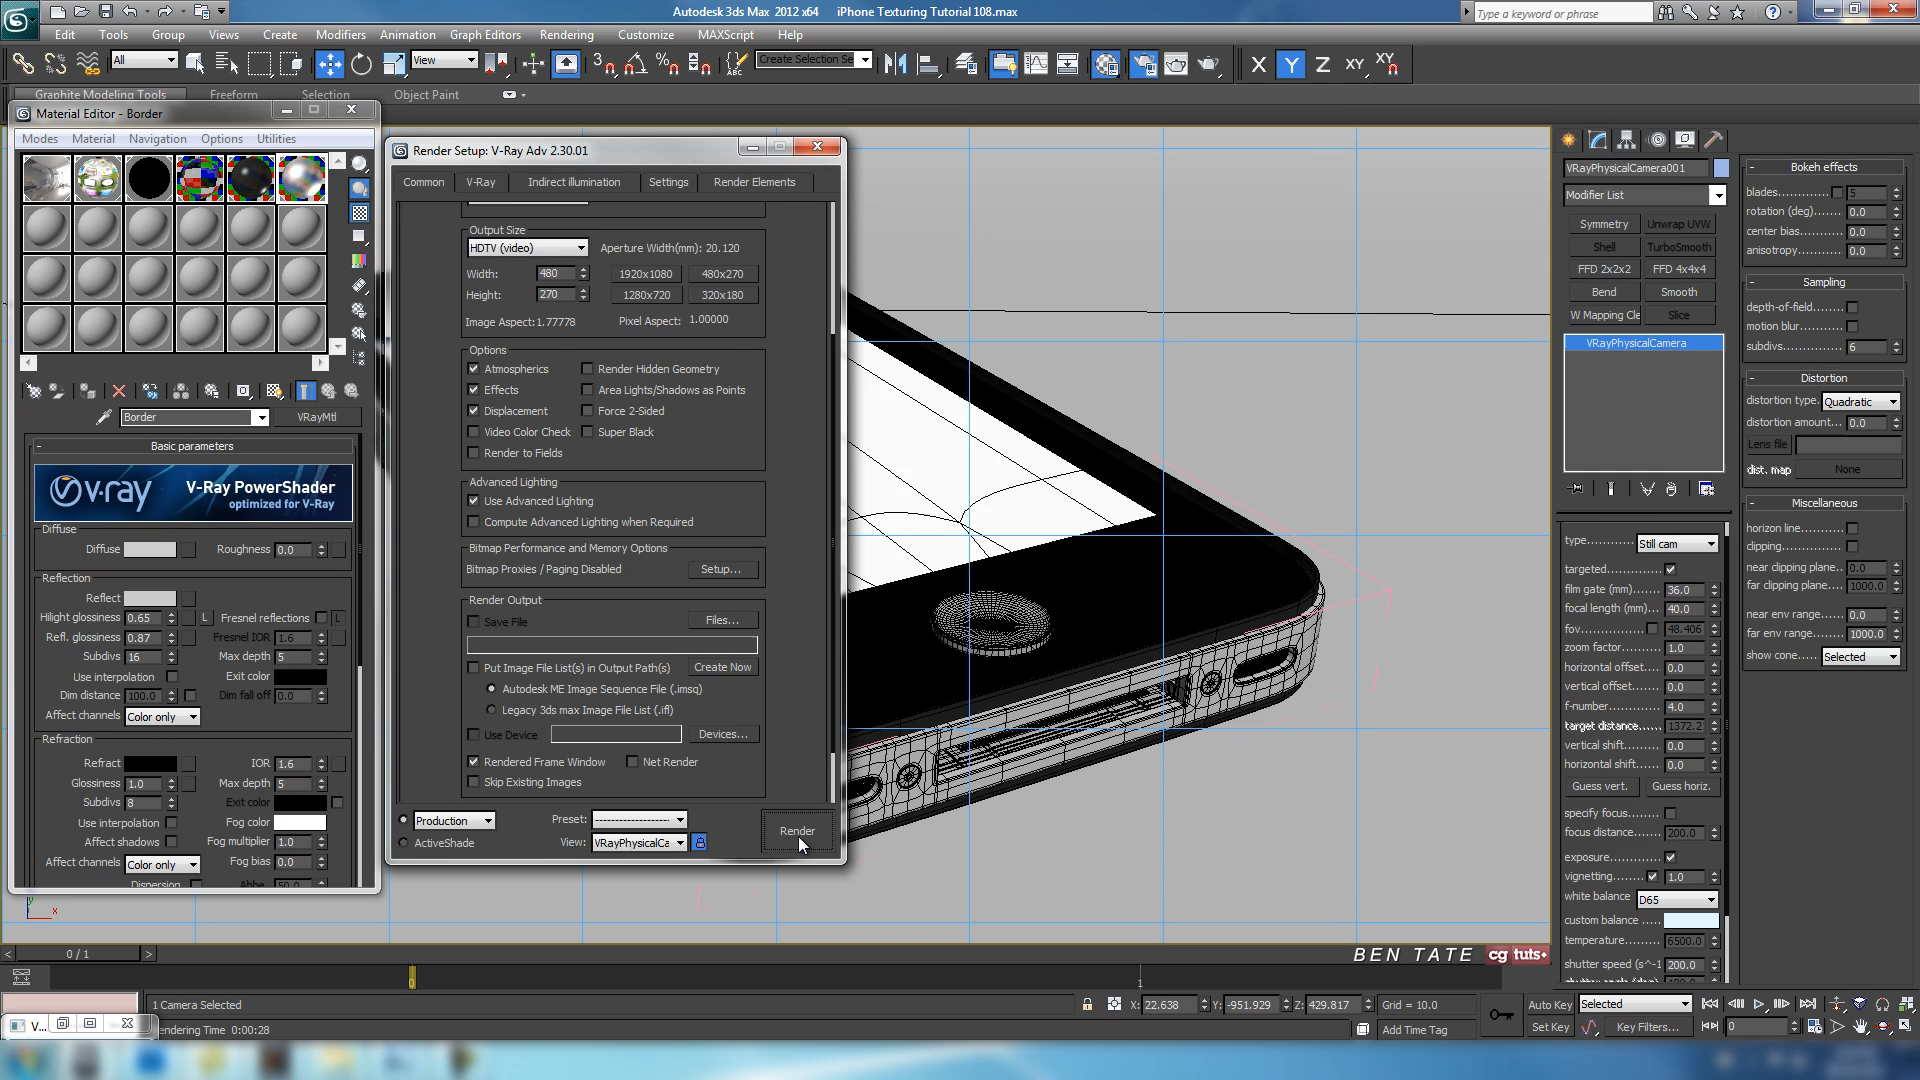 Autodesk 3ds Max 2012 x64 iPhone Texturing Tutorial 108.max
Type a keyword or phrase
Edit Tools Group Views Create Modifiers Animation Graph Editors Rendering Customize MAXScript Help
All View Create Selection Se X Y Z XY XY
Graphite Modeling Tools Freeform Selection Object Paint
Material Editor - Border
Modes Material Navigation Options Utilities
Border VRayMtl
Basic parameters
v·ray V-Ray PowerShader
optimized for V-Ray
Diffuse
Diffuse Roughness 0.0
Reflection
Reflect
Hilight glossiness 0.65 L Fresnel reflections L
Refl. glossiness 0.87 Fresnel IOR 1.6
Subdivs 16 Max depth 5
Use interpolation Exit color
Dim distance 100.0 Dim fall off 0.0
Affect channels Color only
Refraction
Refract IOR 1.6
Glossiness 1.0 Max depth 5
Subdivs 8 Exit color
Use interpolation Fog color
Affect shadows Fog multiplier 1.0
Affect channels Color only Fog bias 0.0
Dispersion Abbe 50.0
Render Setup: V-Ray Adv 2.30.01
Common V-Ray Indirect illumination Settings Render Elements
Output Size
HDTV (video) Aperture Width(mm): 20.120
Width: 480 1920x1080 480x270
Height: 270 1280x720 320x180
Image Aspect: 1.77778 Pixel Aspect: 1.00000
Options
Atmospherics Render Hidden Geometry
Effects Area Lights/Shadows as Points
Displacement Force 2-Sided
Video Color Check Super Black
Render to Fields
Advanced Lighting
Use Advanced Lighting
Compute Advanced Lighting when Required
Bitmap Performance and Memory Options
Bitmap Proxies / Paging Disabled Setup...
Render Output
Save File Files...
Put Image File List(s) in Output Path(s) Create Now
Autodesk ME Image Sequence File (.imsq)
Legacy 3ds max Image File List (.ifl)
Use Device Devices...
Rendered Frame Window Net Render
Skip Existing Images
Production Preset: Render
ActiveShade View: VRayPhysicalCa
VRayPhysicalCamera001
Modifier List
Symmetry Unwrap UVW
Shell TurboSmooth
FFD 2x2x2 FFD 4x4x4
Bend Smooth
W Mapping Cle Slice
VRayPhysicalCamera
type........... Still cam
targeted
film gate (mm)...... 36.0
focal length (mm)... 40.0
fov............ 48.406
zoom factor......... 1.0
horizontal offset.... 0.0
vertical offset....... 0.0
f-number............ 4.0
target distance..... 1372.2
vertical shift......... 0.0
horizontal shift...... 0.0
Guess vert. Guess horiz.
specify focus
focus distance....... 200.0
exposure
vignetting........ 1.0
white balance D65
custom balance .....
temperature........ 6500.0
shutter speed (s^-1 200.0
Bokeh effects
blades............ 5
rotation (deg)....... 0.0
center bias........... 0.0
anisotropy............ 0.0
Sampling
depth-of-field
motion blur
subdivs............... 6
Distortion
distortion type. Quadratic
distortion amount... 0.0
Lens file
dist. map None
Miscellaneous
horizon line
clipping
near clipping plane.. 0.0
far clipping plane.... 1000.0
near env range...... 0.0
far env range........ 1000.0
show cone..... Selected
0 / 1
BEN TATE cg tuts+
0 1
1 Camera Selected X: 22.638 Y: -951.929 Z: 429.817 Grid = 10.0 Auto Key Selected
V... endering Time 0:00:28 Add Time Tag Set Key Key Filters... 0
y
x